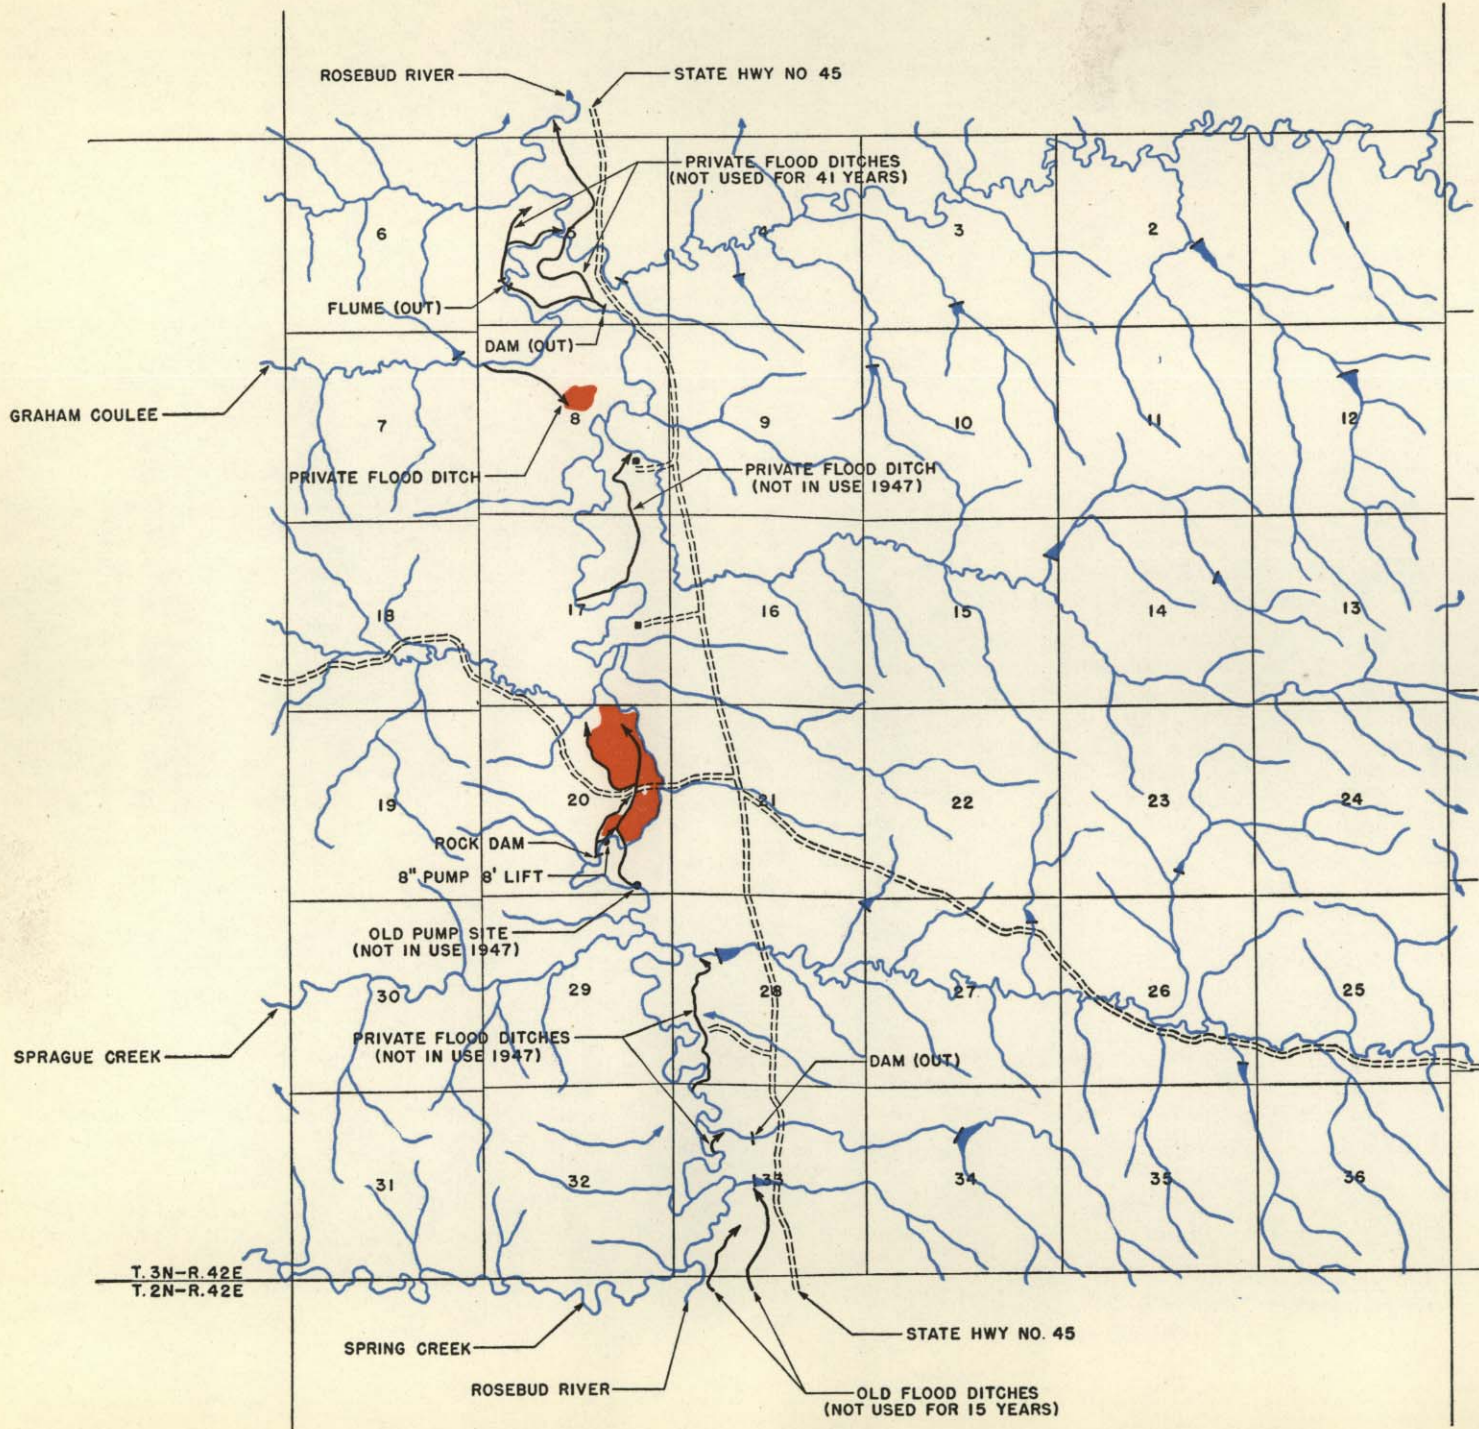 ROSEBUD RIVER
STATE HWY NO 45
PRIVATE FLOOD DITCHES
(NOT USED FOR 41 YEARS)
6
5
4
3
2
1
FLUME (OUT)
DAM (OUT)
GRAHAM COULEE
7
8
9
10
11
12
PRIVATE FLOOD DITCH
PRIVATE FLOOD DITCH
(NOT IN USE 1947)
18
17
16
15
14
13
19
20
21
22
23
24
ROCK DAM
8" PUMP 8' LIFT
OLD PUMP SITE
(NOT IN USE 1947)
30
29
28
27
26
25
SPRAGUE CREEK
PRIVATE FLOOD DITCHES
(NOT IN USE 1947)
DAM (OUT)
31
32
33
34
35
36
T. 3N-R. 42E
T. 2N-R. 42E
SPRING CREEK
STATE HWY NO. 45
ROSEBUD RIVER
OLD FLOOD DITCHES
(NOT USED FOR 15 YEARS)